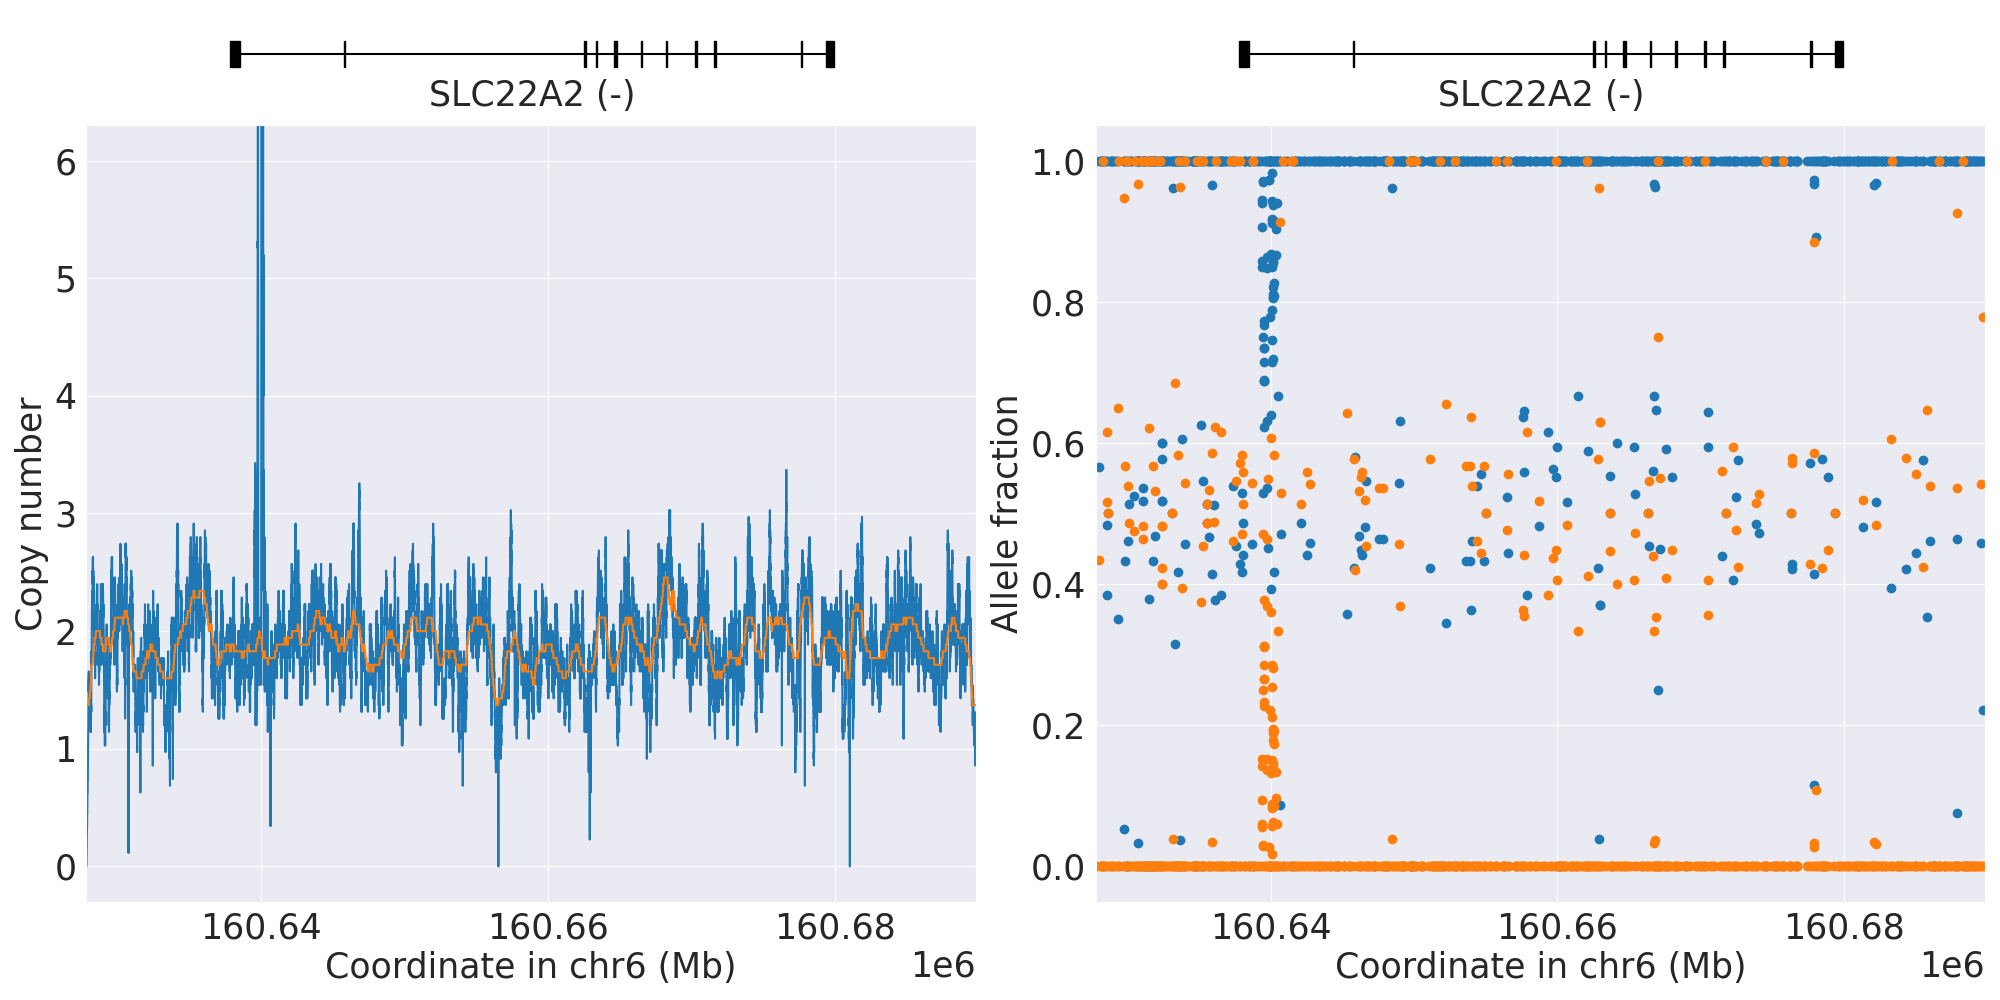 SLC22A2 (-)
6
5
4
3
2
1
0
Copy number
160.64
160.66
160.68
Coordinate in chr6 (Mb)
1e6
SLC22A2 (-)
1.0
0.8
0.6
0.4
0.2
0.0
Allele fraction
160.64
160.66
160.68
Coordinate in chr6 (Mb)
1e6